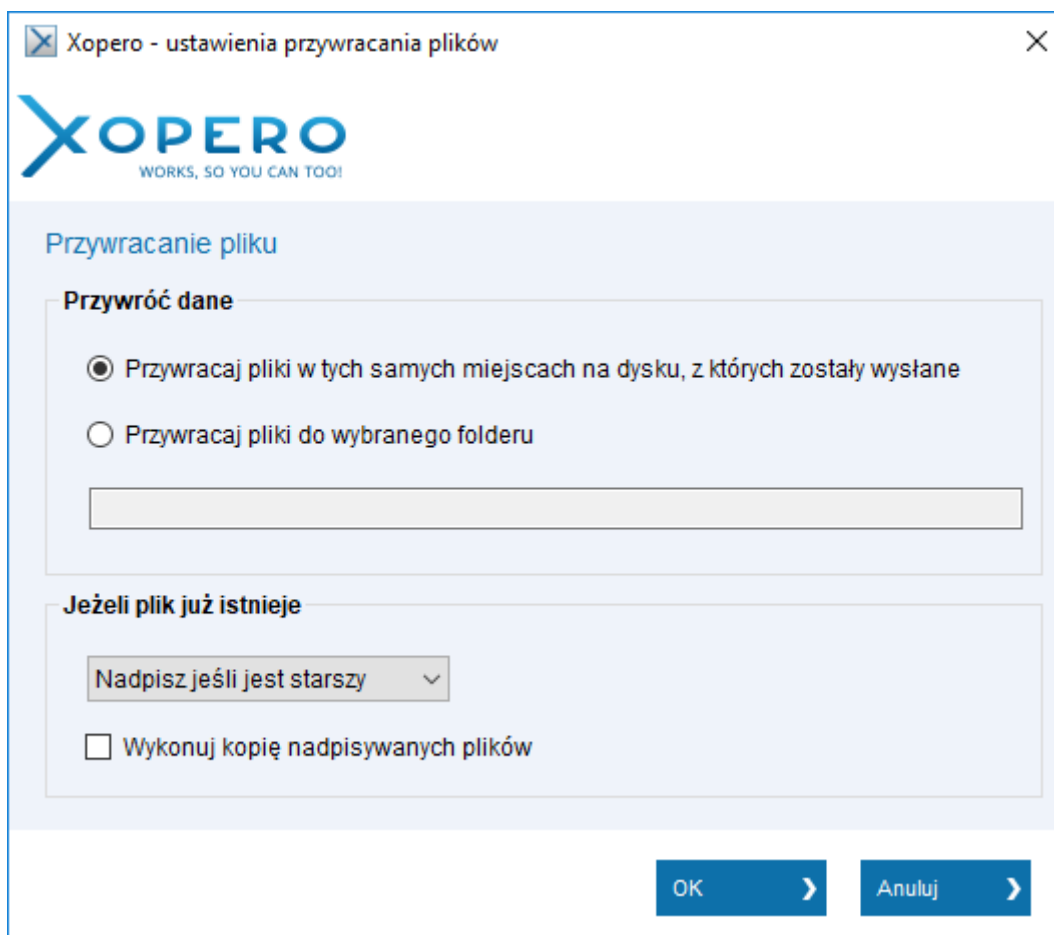 Xopero - ustawienia przywracania plików
XOPERO
WORKS, SO YOU CAN TOO!
Przywracanie pliku
Przywróć dane
Przywracaj pliki w tych samych miejscach na dysku, z których zostały wysłane
Przywracaj pliki do wybranego folderu
Jeżeli plik już istnieje
Nadpisz jeśli jest starszy
Wykonuj kopię nadpisywanych plików
OK
Anuluj